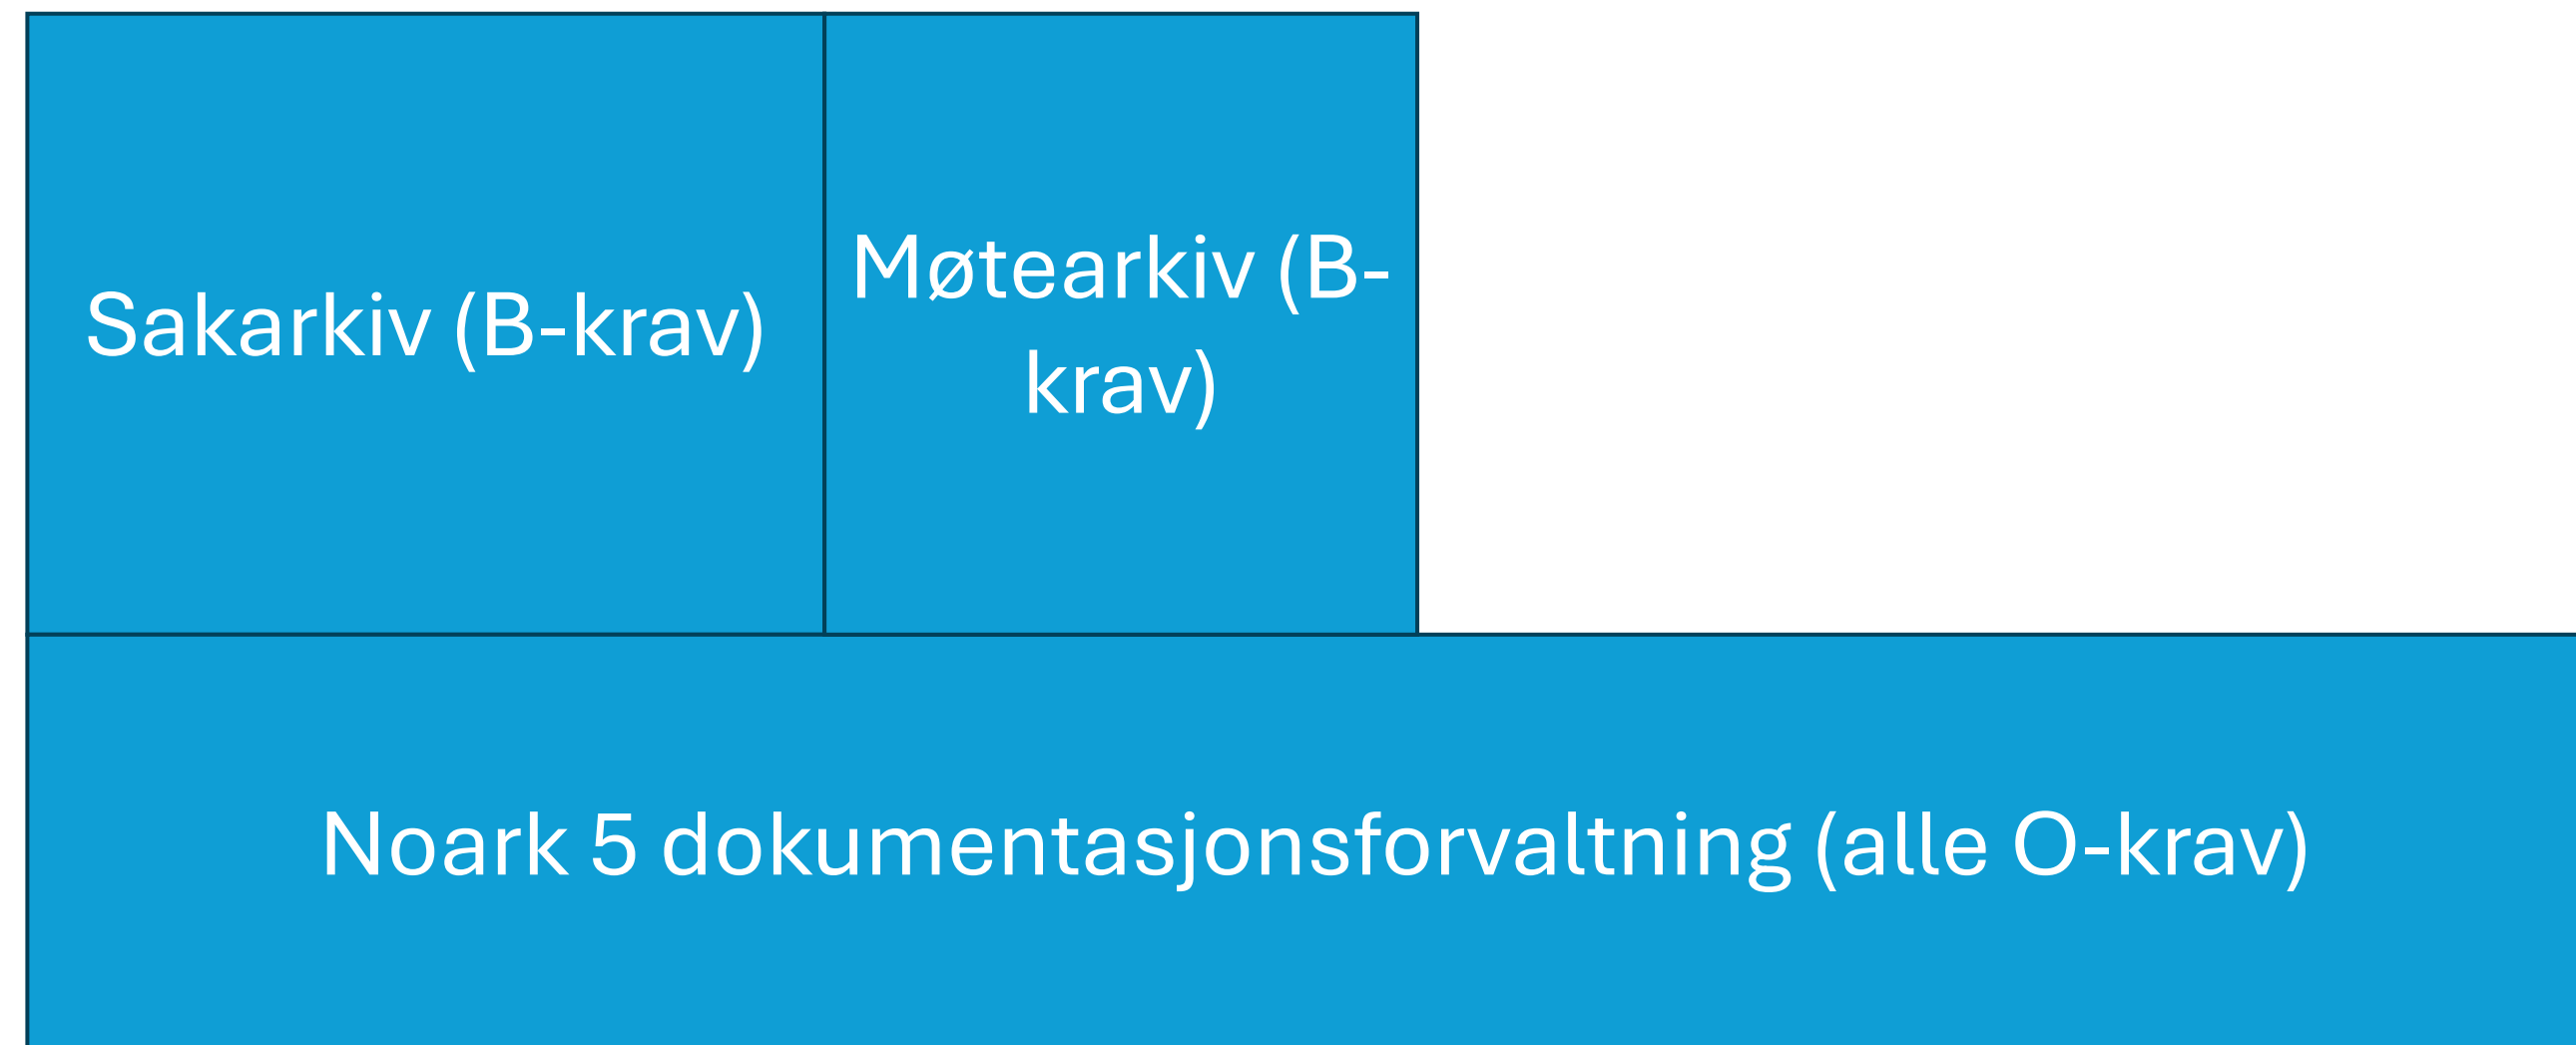 Sakarkiv (B-krav)
Møtearkiv (B-
krav)
Noark 5 dokumentasjonsforvaltning (alle O-krav)